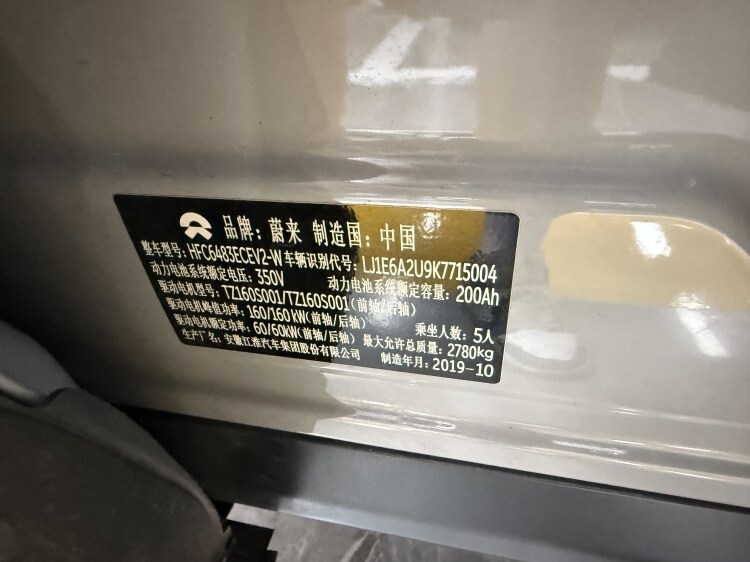 品牌：蔚来 制造国：中国
整车型号：HFC6483ECEV2-W 车辆识别代号：LJ1E6A2U9K7715004
动力电池系统额定电压：350V 动力电池系统额定容量：200Ah
驱动电机型号：TZ160S001/TZ160S001(前轴/后轴)
驱动电机峰值功率：160/160kW(前轴/后轴) 乘坐人数：5人
驱动电机额定功率：60/60kW(前轴/后轴) 最大允许总质量：2780kg
生产厂名：安徽江淮汽车集团股份有限公司 制造年月：2019-10